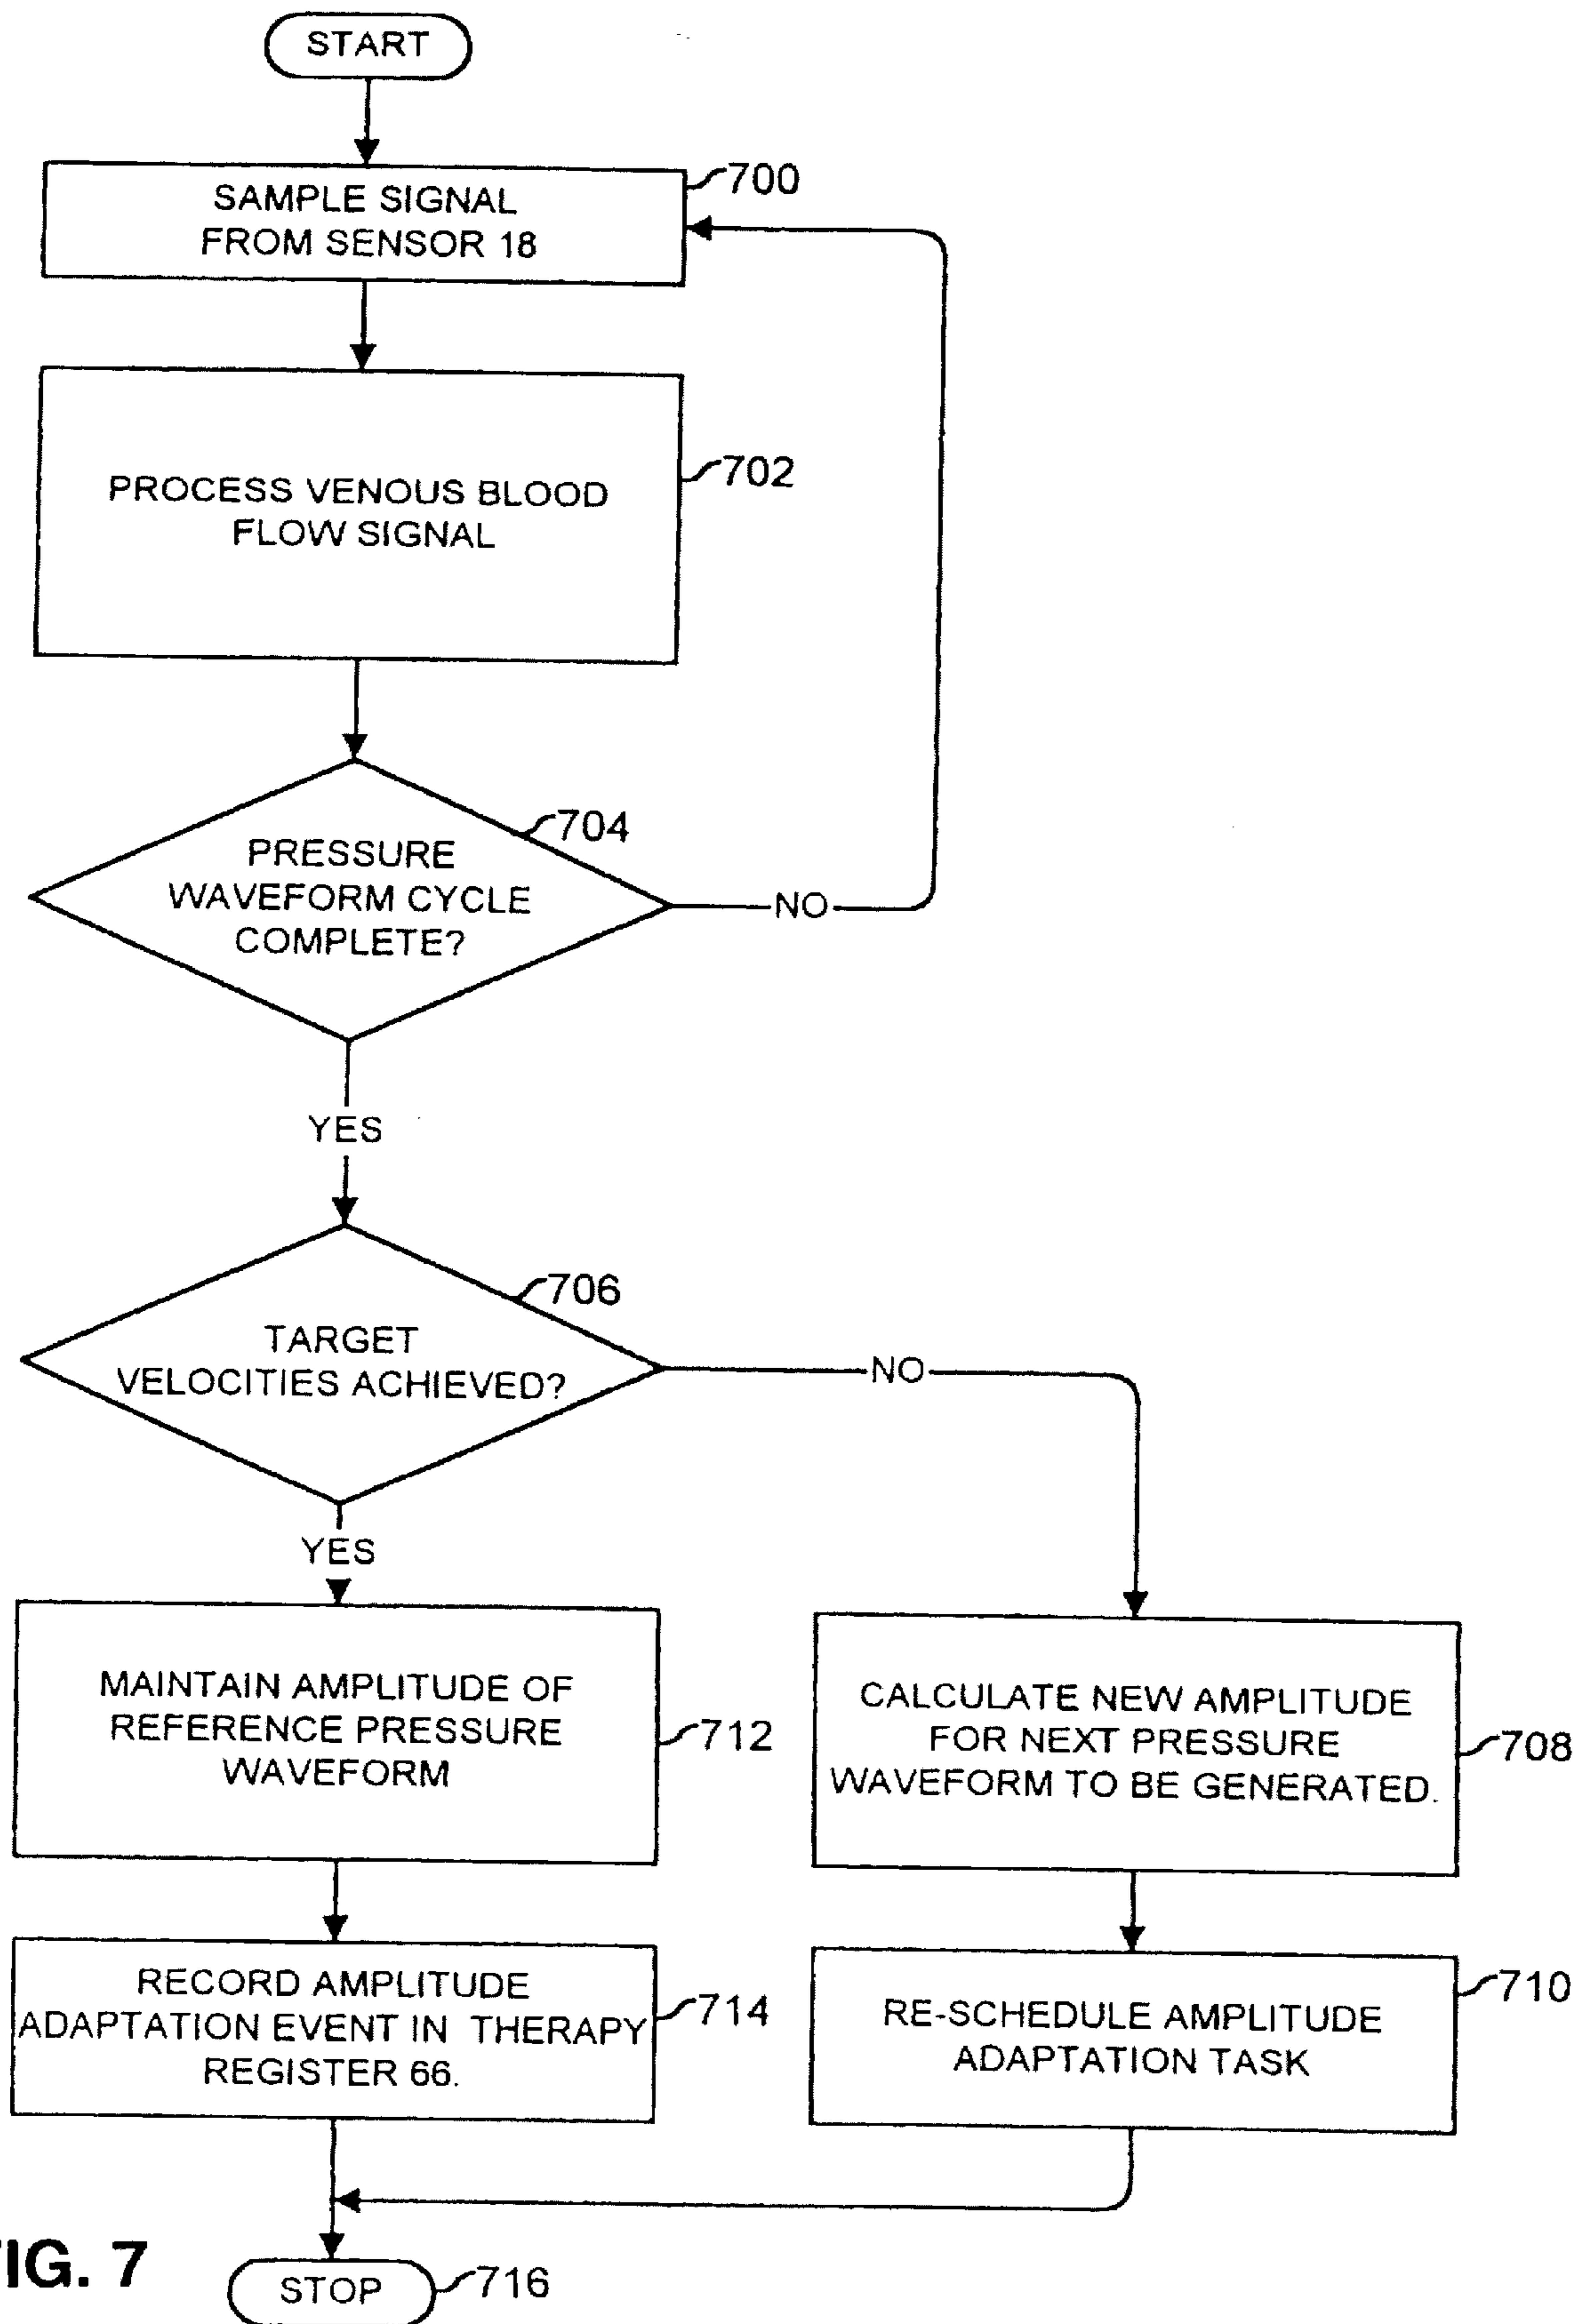 START
SAMPLE SIGNAL
FROM SENSOR 18
700
PROCESS VENOUS BLOOD
FLOW SIGNAL
702
PRESSURE
WAVEFORM CYCLE
COMPLETE?
704
NO
YES
TARGET
VELOCITIES ACHIEVED?
706
NO
YES
MAINTAIN AMPLITUDE OF
REFERENCE PRESSURE
WAVEFORM
712
CALCULATE NEW AMPLITUDE
FOR NEXT PRESSURE
WAVEFORM TO BE GENERATED.
708
RECORD AMPLITUDE
ADAPTATION EVENT IN THERAPY
REGISTER 66.
714
RE-SCHEDULE AMPLITUDE
ADAPTATION TASK
710
FIG. 7
STOP
716